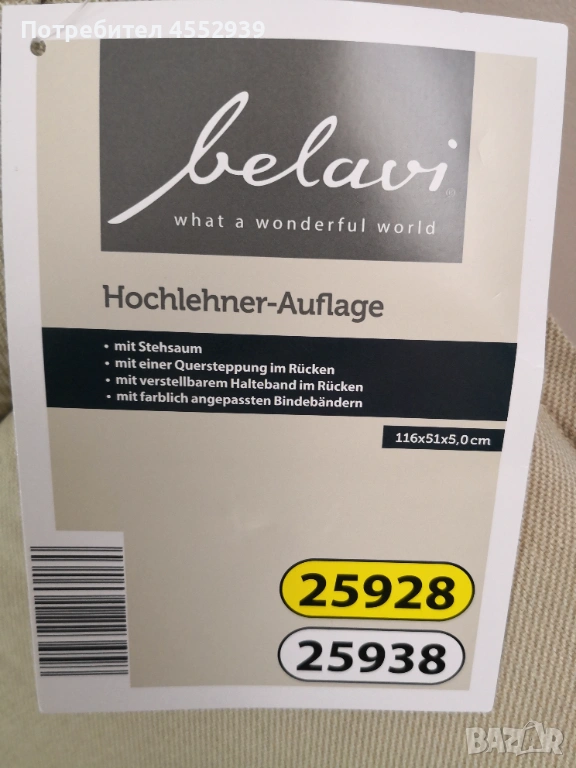 Потребител 4552939
belavi®
what a wonderful world
Hochlehner-Auflage
• mit Stehsaum
• mit einer Quersteppung im Rücken
• mit verstellbarem Halteband im Rücken
• mit farblich angepassten Bindebändern
116x51x5,0 cm
25928
25938
BAZAR